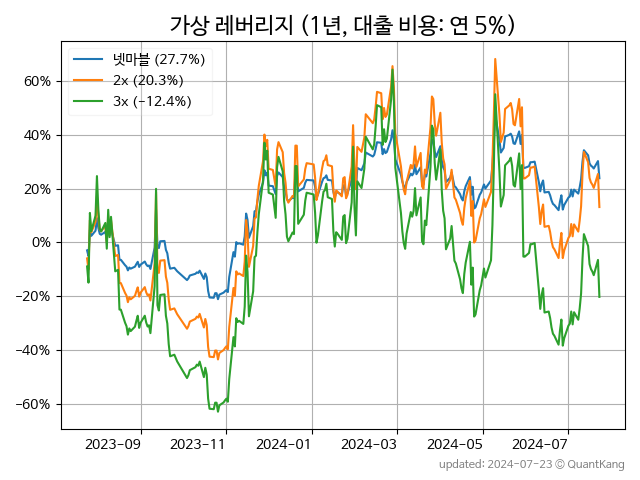 가상 레버리지 (1년, 대출 비용: 연 5%)
넷마블 (27.7%)
2x (20.3%)
3x (−12.4%)
60%
40%
20%
0%
−20%
−40%
−60%
2023-09
2023-11
2024-01
2024-03
2024-05
2024-07
updated: 2024-07-23 © QuantKang